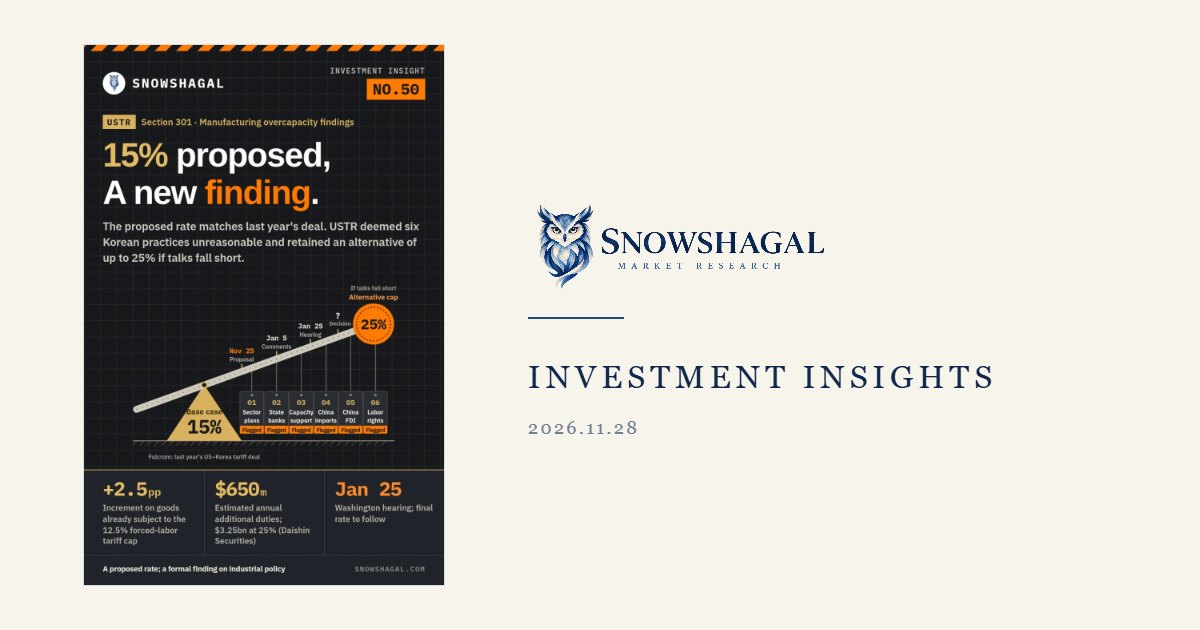 SNOWSHAGAL
INVESTMENT INSIGHT
NO.50
USTR Section 301 · Manufacturing overcapacity findings
15% proposed,
A new finding.
The proposed rate matches last year's deal. USTR deemed six
Korean practices unreasonable and retained an alternative of
up to 25% if talks fall short.
If talks fall short
Alternative cap
25%
?
Decision
Jan 25
Hearing
Jan 5
Comments
Nov 25
Proposal
Base case
15%
01
Sector
plans
Flagged
02
State
banks
Flagged
03
Capacity
support
Flagged
04
China
imports
Flagged
05
China
FDI
Flagged
06
Labor
rights
Flagged
Fulcrum: last year's US–Korea tariff deal
+2.5pp
Increment on goods
already subject to the
12.5% forced-labor
tariff cap
$650m
Estimated annual
additional duties;
$3.25bn at 25% (Daishin
Securities)
Jan 25
Washington hearing; final
rate to follow
A proposed rate; a formal finding on industrial policy
SNOWSHAGAL.COM
SNOWSHAGAL
MARKET RESEARCH
INVESTMENT INSIGHTS
2026.11.28